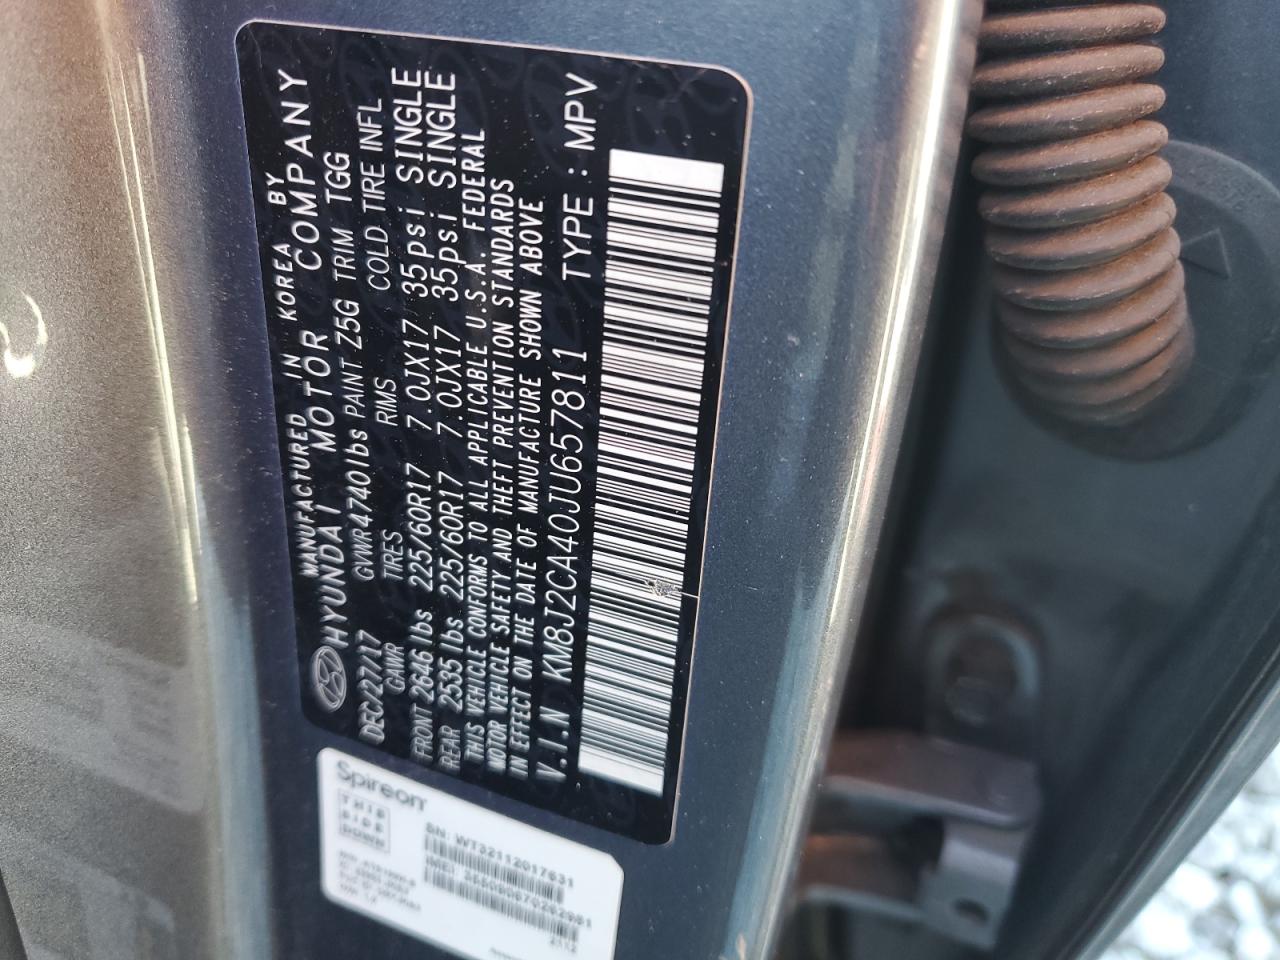 MANUFACTURED IN KOREA BY
HYUNDAI MOTOR COMPANY
DEC/27/17 GVWR4740lbs PAINT Z5G TRIM TGG
GAWR TIRES RIMS COLD TIRE INFL
FRONT 2646lbs 225/60R17 7.0JX17 35psi SINGLE
REAR 2535lbs 225/60R17 7.0JX17 35psi SINGLE
THIS VEHICLE CONFORMS TO ALL APPLICABLE U.S.A. FEDERAL
MOTOR VEHICLE SAFETY AND THEFT PREVENTION STANDARDS
IN EFFECT ON THE DATE OF MANUFACTURE SHOWN ABOVE
V.I.N KM8J2CA40JU657811 TYPE : MPV
Spireon
THIS
SIDE
DOWN
SN: WT32112017631
IMEI:
2112